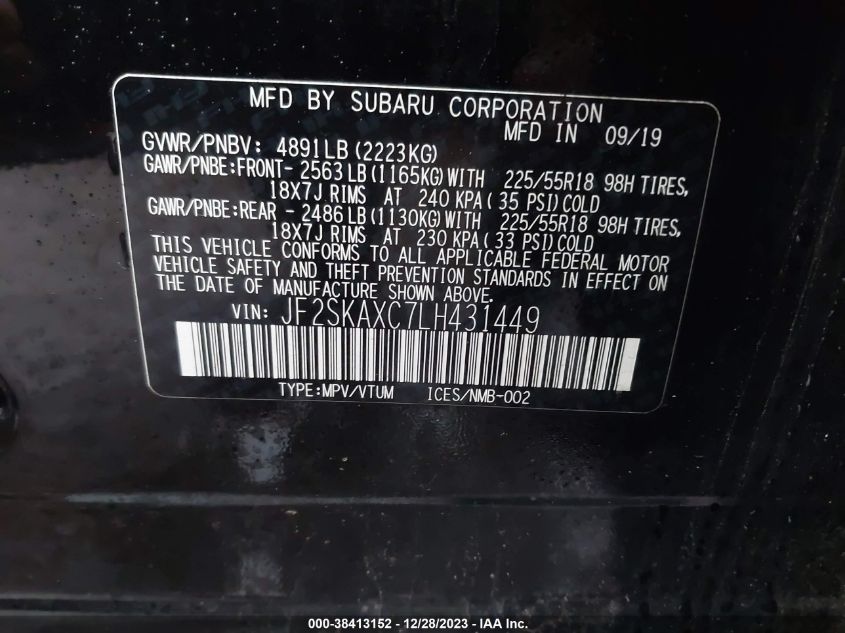 MFD BY SUBARU CORPORATION
MFD IN 09/19
GVWR/PNBV: 4891LB(2223KG)
GAWR/PNBE:FRONT- 2563LB(1165KG)WITH 225/55R18 98H TIRES,
18X7J RIMS AT 240 KPA(35 PSI)COLD
GAWR/PNBE:REAR - 2486LB(1130KG)WITH 225/55R18 98H TIRES,
18X7J RIMS AT 230 KPA(33 PSI)COLD
THIS VEHICLE CONFORMS TO ALL APPLICABLE FEDERAL MOTOR
VEHICLE SAFETY AND THEFT PREVENTION STANDARDS IN EFFECT ON
THE DATE OF MANUFACTURE SHOWN ABOVE.
VIN: JF2SKAXC7LH431449
TYPE:MPV/VTUM ICES/NMB-002
000-38413152 - 12/28/2023 - IAA Inc.